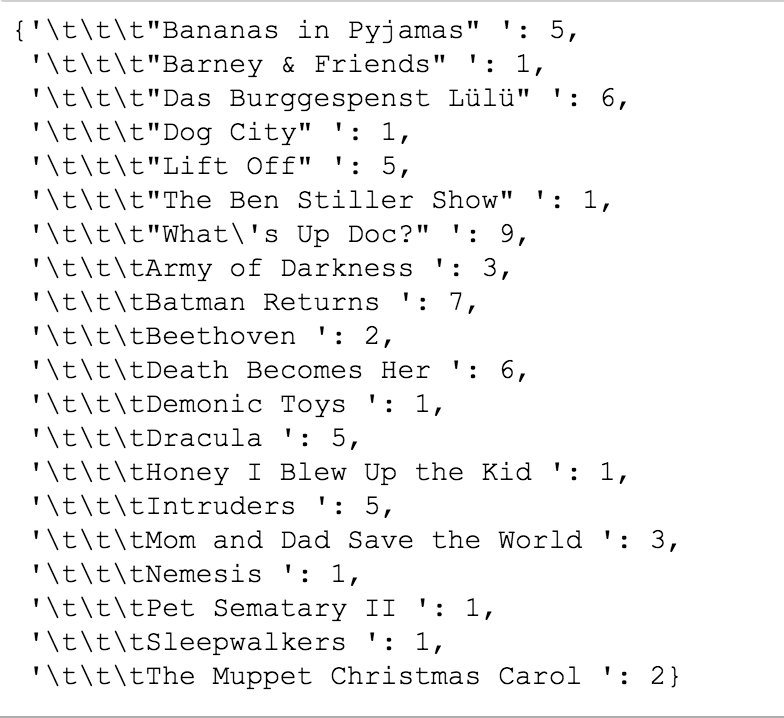 {'\t\t\t"Bananas in Pyjamas" ': 5,
'\t\t\t"Barney & Friends" ': 1,
'\t\t\t"Das Burggespenst Lülü" ': 6,
'\t\t\t"Dog City" ': 1,
'\t\t\t"Lift Off" ': 5,
'\t\t\t"The Ben Stiller Show" ': 1,
'\t\t\t"What\'s Up Doc?" ': 9,
'\t\t\tArmy of Darkness ': 3,
'\t\t\tBatman Returns ': 7,
'\t\t\tBeethoven ': 2,
'\t\t\tDeath Becomes Her ': 6,
'\t\t\tDemonic Toys ': 1,
'\t\t\tDracula ': 5,
'\t\t\tHoney I Blew Up the Kid ': 1,
'\t\t\tIntruders ': 5,
'\t\t\tMom and Dad Save the World ': 3,
'\t\t\tNemesis ': 1,
'\t\t\tPet Sematary II ': 1,
'\t\t\tSleepwalkers ': 1,
'\t\t\tThe Muppet Christmas Carol ': 2}